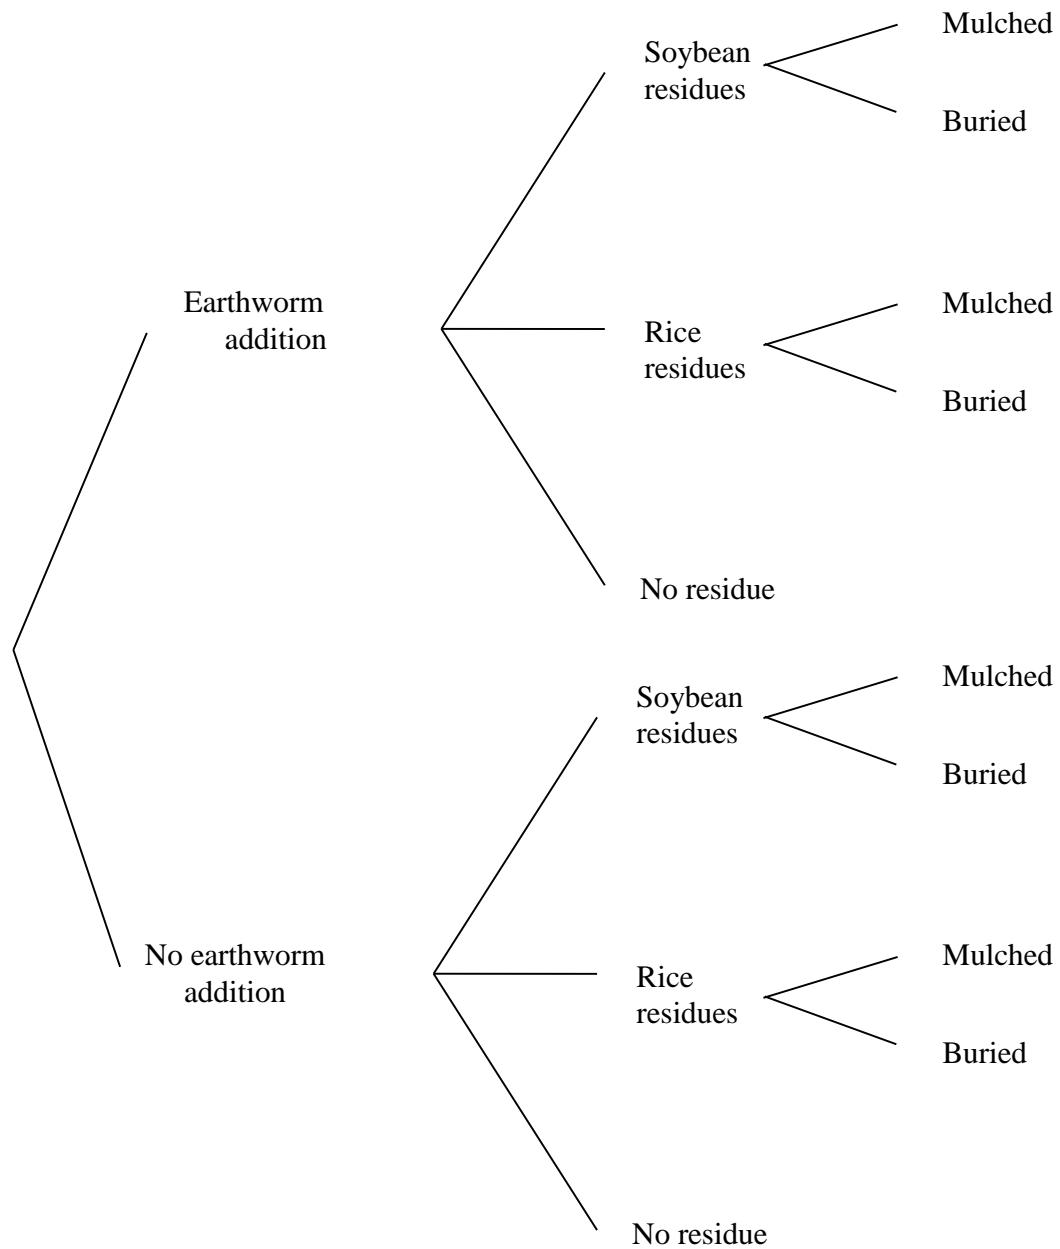 Mulched
Soybean
residues
Buried
Earthworm
addition
Mulched
Rice
residues
Buried
No residue
Mulched
Soybean
residues
Buried
No earthworm
addition
Mulched
Rice
residues
Buried
No residue